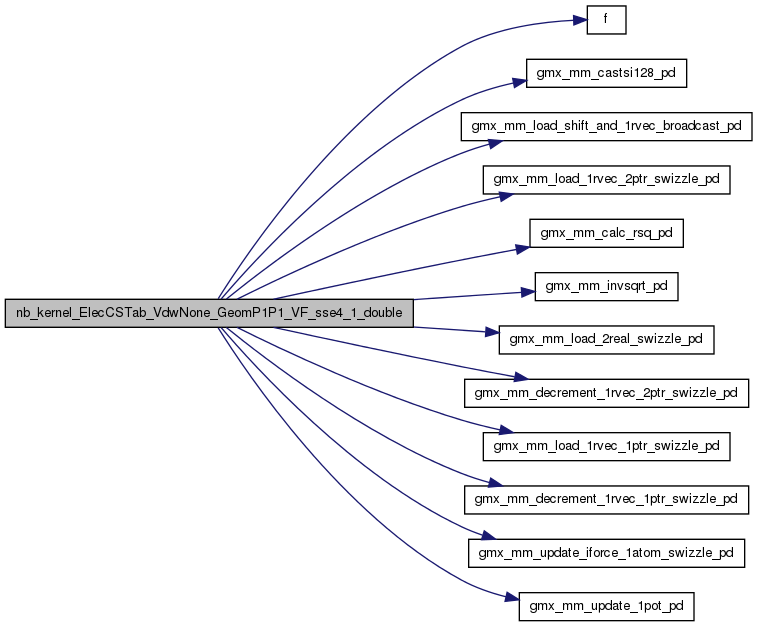 f
gmx_mm_castsi128_pd
gmx_mm_load_shift_and_1rvec_broadcast_pd
gmx_mm_load_1rvec_2ptr_swizzle_pd
gmx_mm_calc_rsq_pd
gmx_mm_invsqrt_pd
nb_kernel_ElecCSTab_VdwNone_GeomP1P1_VF_sse4_1_double
gmx_mm_load_2real_swizzle_pd
gmx_mm_decrement_1rvec_2ptr_swizzle_pd
gmx_mm_load_1rvec_1ptr_swizzle_pd
gmx_mm_decrement_1rvec_1ptr_swizzle_pd
gmx_mm_update_iforce_1atom_swizzle_pd
gmx_mm_update_1pot_pd